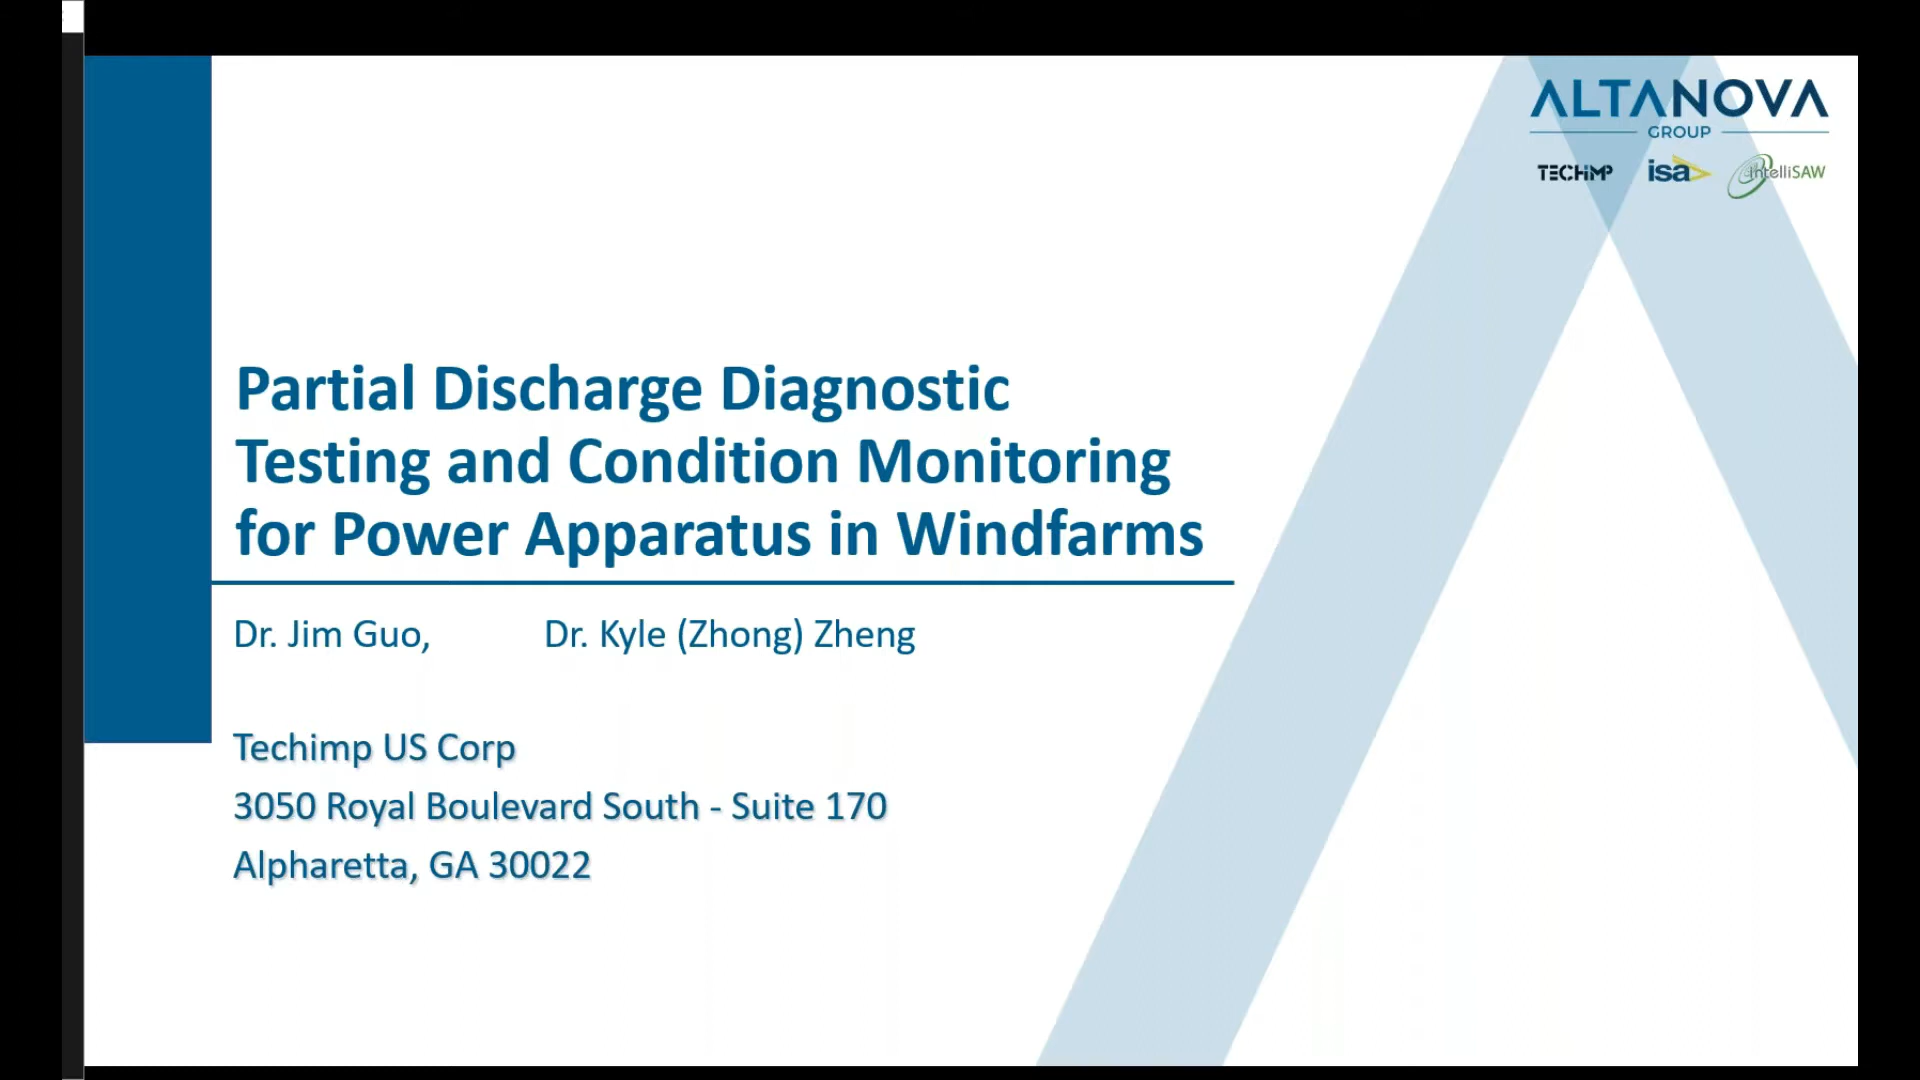 ALTANOVA
GROUP
TECHIMP isa IntelliSAW
Partial Discharge Diagnostic
Testing and Condition Monitoring
for Power Apparatus in Windfarms
Dr. Jim Guo, Dr. Kyle (Zhong) Zheng
Techimp US Corp
3050 Royal Boulevard South - Suite 170
Alpharetta, GA 30022